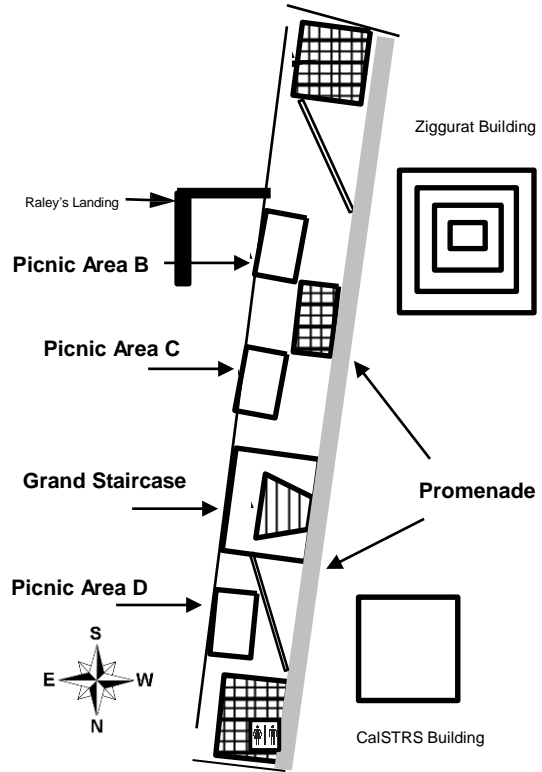 Ziggurat Building
Raley's Landing
Picnic Area B
Picnic Area C
Grand Staircase
Promenade
Picnic Area D
S
E W
N
CalSTRS Building